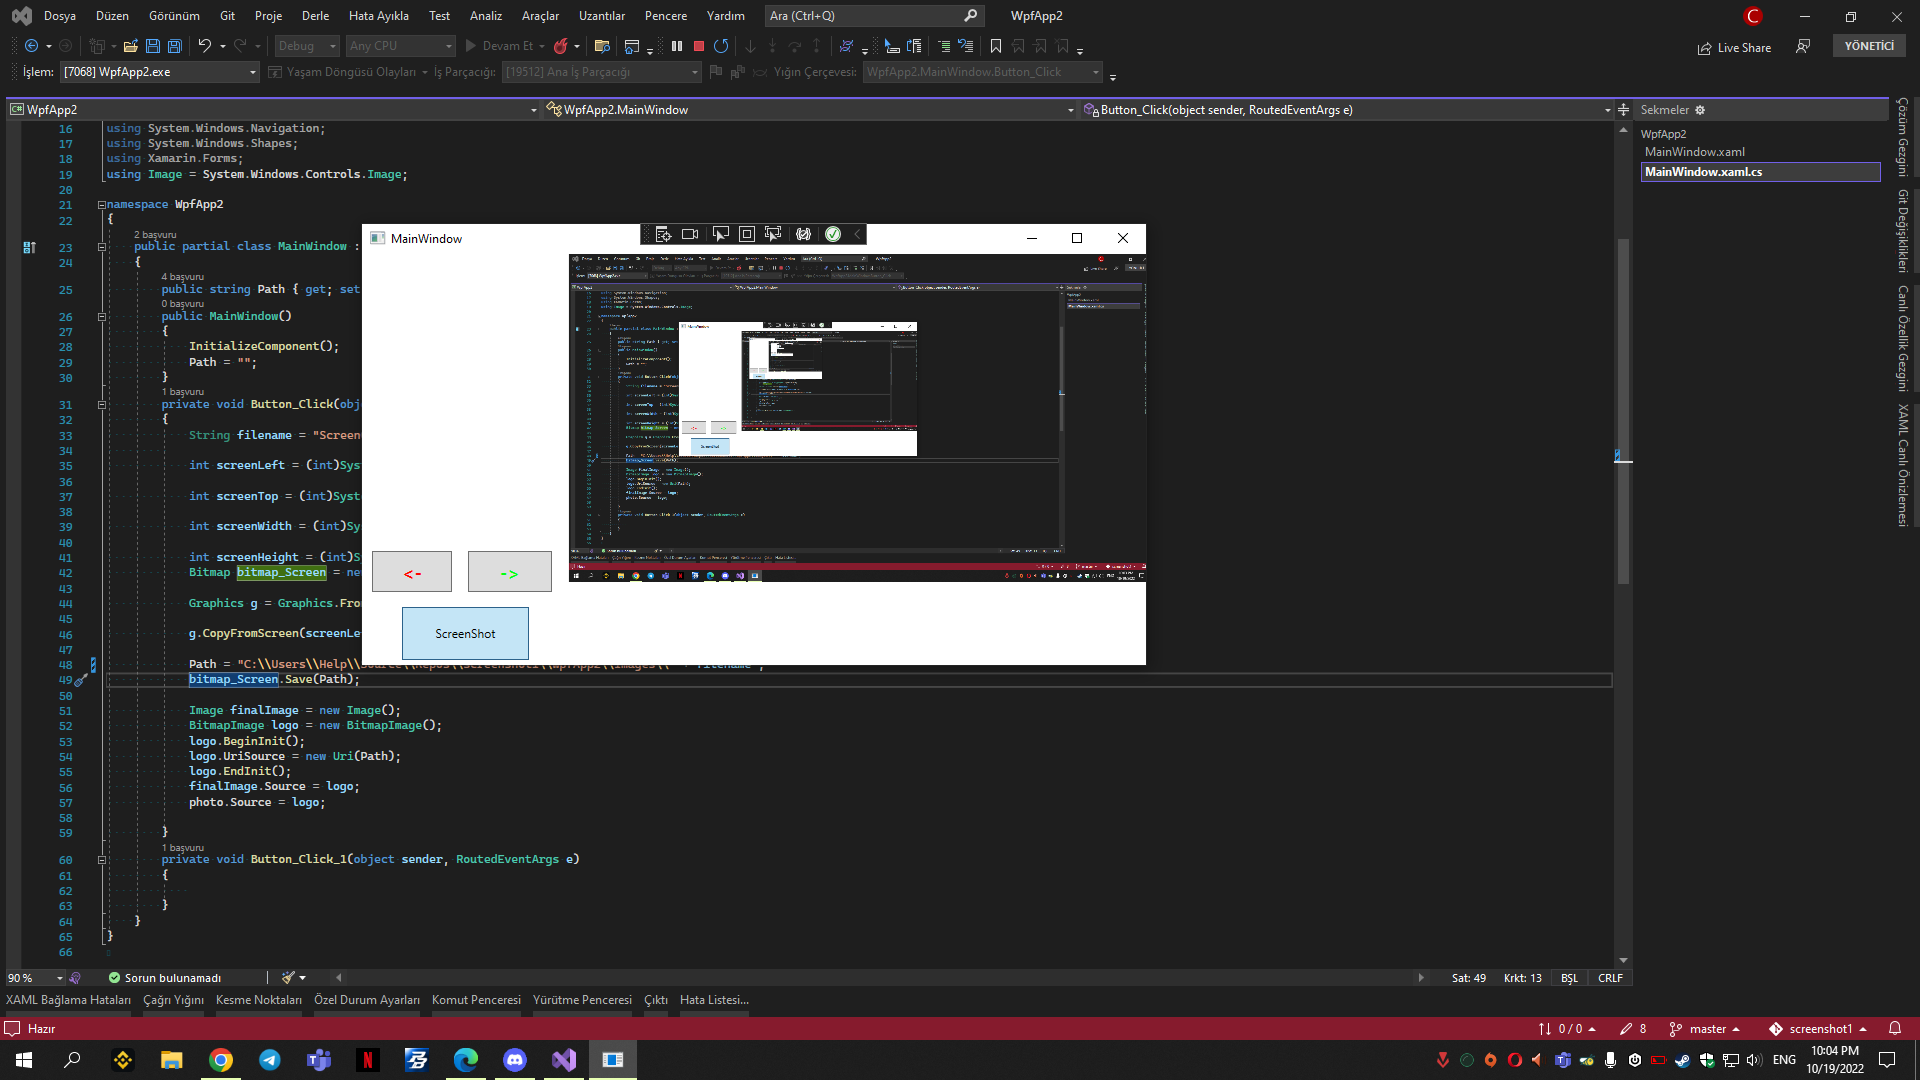 Dosya Düzen Görünüm Git Proje Derle Hata Ayıkla Test Analiz Araçlar Uzantılar Pencere Yardım Ara (Ctrl+Q) WpfApp2 C
Debug Any CPU Devam Et Live Share YÖNETİCİ
İşlem: [7068] WpfApp2.exe Yaşam Döngüsü Olayları İş Parçacığı: [19512] Ana İş Parçacığı Yığın Çerçevesi: WpfApp2.MainWindow.Button_Click
WpfApp2 WpfApp2.MainWindow Button_Click(object sender, RoutedEventArgs e) Sekmeler
WpfApp2
MainWindow.xaml
MainWindow.xaml.cs
Çözüm Gezgini
Git Değişiklikleri
Canlı Özellik Gezgini
XAML Canlı Önizlemesi
16 using System.Windows.Navigation;
17 using System.Windows.Shapes;
18 using Xamarin.Forms;
19 using Image = System.Windows.Controls.Image;
20
21 namespace WpfApp2
22 {
2 başvuru
23 public partial class MainWindow :
24 {
4 başvuru
25 public string Path { get; set
0 başvuru
26 public MainWindow()
27 {
28 InitializeComponent();
29 Path = "";
30 }
1 başvuru
31 private void Button_Click(obj
32 {
33 String filename = "Screen
34
35 int screenLeft = (int)Sys
36
37 int screenTop = (int)Syst
38
39 int screenWidth = (int)Sy
40
41 int screenHeight = (int)S
42 Bitmap bitmap_Screen = new
43
44 Graphics g = Graphics.Fro
45
46 g.CopyFromScreen(screenLe
47
48 Path = "C:\\Users\\Help\\
49 bitmap_Screen.Save(Path);
50
51 Image finalImage = new Image();
52 BitmapImage logo = new BitmapImage();
53 logo.BeginInit();
54 logo.UriSource = new Uri(Path);
55 logo.EndInit();
56 finalImage.Source = logo;
57 photo.Source = logo;
58
59 }
1 başvuru
60 private void Button_Click_1(object sender, RoutedEventArgs e)
61 {
62
63 }
64 }
65 }
66
MainWindow
<- ->
ScreenShot
90 % Sorun bulunamadı Sat: 49 Krkt: 13 BŞL CRLF
XAML Bağlama Hataları Çağrı Yığını Kesme Noktaları Özel Durum Ayarları Komut Penceresi Yürütme Penceresi Çıktı Hata Listesi...
Hazır 0 / 0 8 master screenshot1
ENG 10:04 PM
10/19/2022